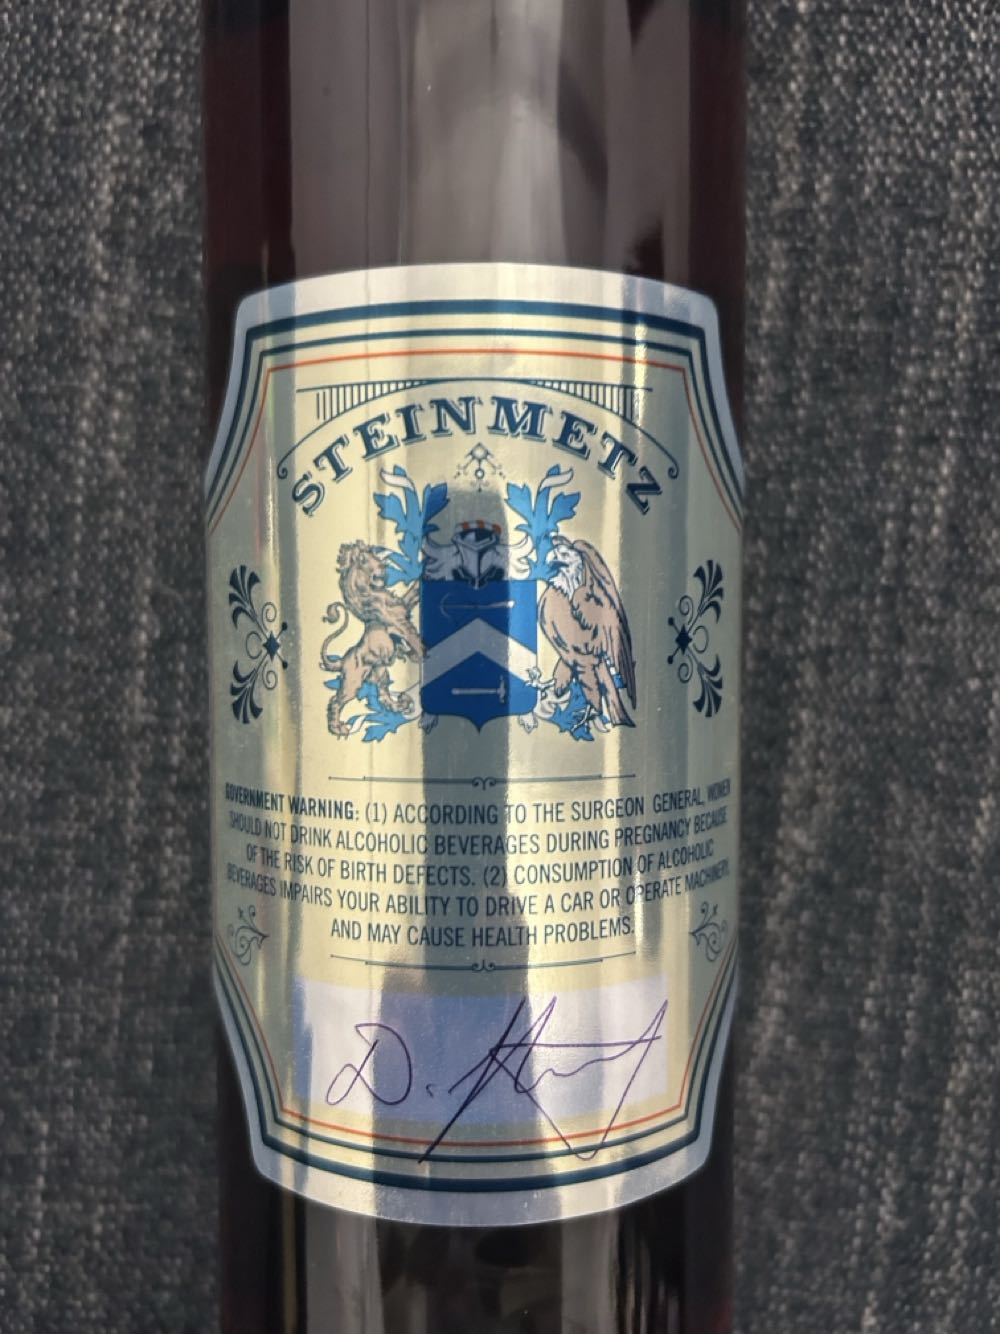 STEINMETZ
GOVERNMENT WARNING: (1) ACCORDING TO THE SURGEON GENERAL, WOMEN
SHOULD NOT DRINK ALCOHOLIC BEVERAGES DURING PREGNANCY BECAUSE
OF THE RISK OF BIRTH DEFECTS. (2) CONSUMPTION OF ALCOHOLIC
BEVERAGES IMPAIRS YOUR ABILITY TO DRIVE A CAR OR OPERATE MACHINERY,
AND MAY CAUSE HEALTH PROBLEMS.
D.